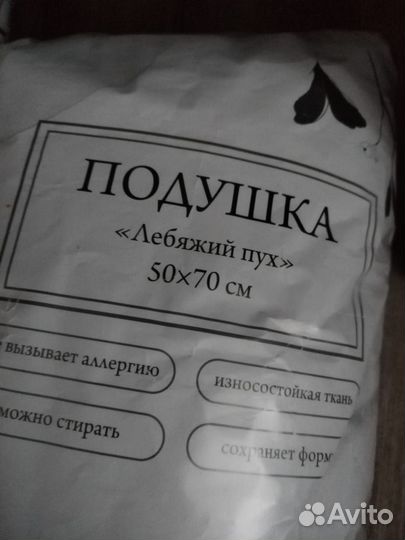 ПОДУШКА
«Лебяжий пух»
50×70 см
вызывает аллергию
износостойкая ткань
можно стирать
сохраняет форм
Avito